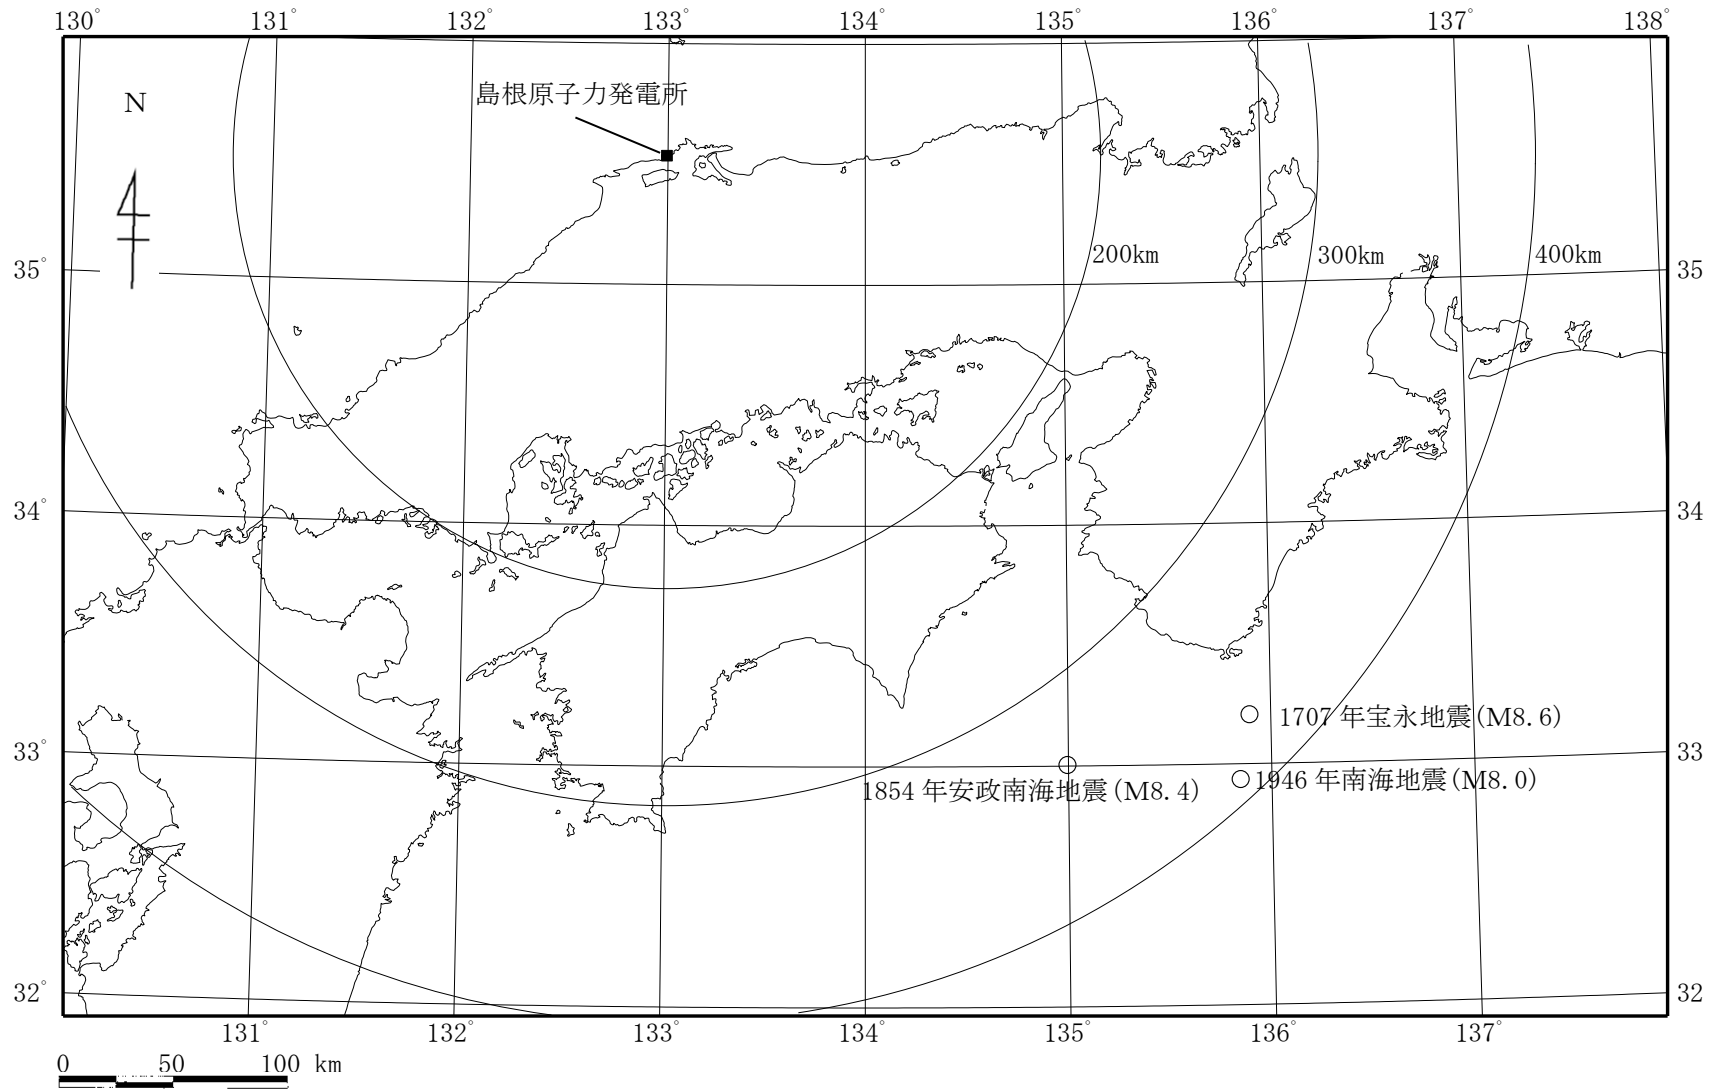 130° 131° 132° 133° 134° 135° 136° 137° 138°
島根原子力発電所
N
200km 300km 400km
35° 35
34° 34
1707 年宝永地震(M8.6)
33° 33
1854 年安政南海地震(M8.4) 1946 年南海地震(M8.0)
32° 32
131° 132° 133° 134° 135° 136° 137°
0 50 100 km